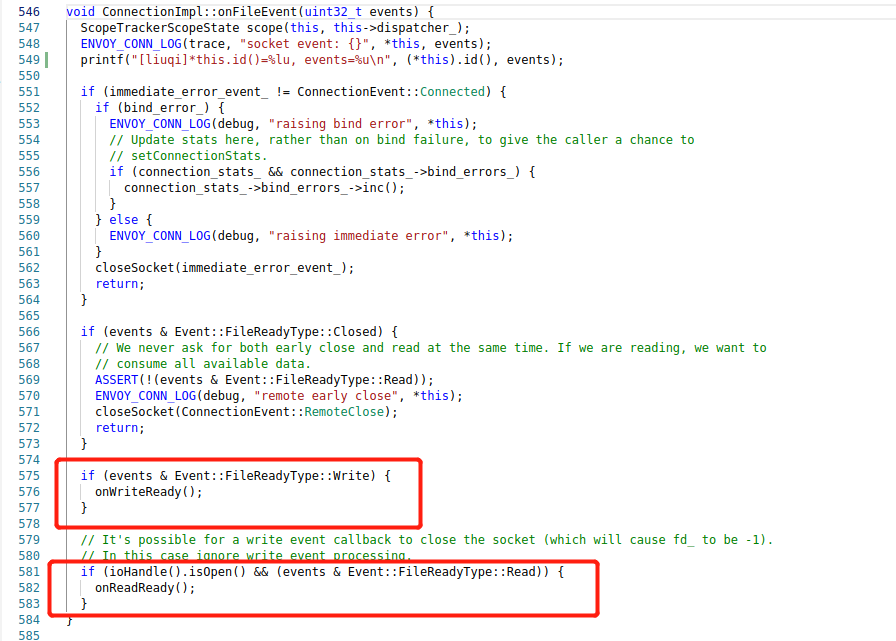 546 void ConnectionImpl::onFileEvent(uint32_t events) {
547   ScopeTrackerScopeState scope(this, this->dispatcher_);
548   ENVOY_CONN_LOG(trace, "socket event: {}", *this, events);
549   printf("[liuqi]*this.id()=%lu, events=%u\n", (*this).id(), events);
550
551   if (immediate_error_event_ != ConnectionEvent::Connected) {
552     if (bind_error_) {
553       ENVOY_CONN_LOG(debug, "raising bind error", *this);
554       // Update stats here, rather than on bind failure, to give the caller a chance to
555       // setConnectionStats.
556       if (connection_stats_ && connection_stats_->bind_errors_) {
557         connection_stats_->bind_errors_->inc();
558       }
559     } else {
560       ENVOY_CONN_LOG(debug, "raising immediate error", *this);
561     }
562     closeSocket(immediate_error_event_);
563     return;
564   }
565
566   if (events & Event::FileReadyType::Closed) {
567     // We never ask for both early close and read at the same time. If we are reading, we want to
568     // consume all available data.
569     ASSERT(!(events & Event::FileReadyType::Read));
570     ENVOY_CONN_LOG(debug, "remote early close", *this);
571     closeSocket(ConnectionEvent::RemoteClose);
572     return;
573   }
574
575   if (events & Event::FileReadyType::Write) {
576     onWriteReady();
577   }
578
579   // It's possible for a write event callback to close the socket (which will cause fd_ to be -1).
580   // In this case ignore write event processing.
581   if (ioHandle().isOpen() && (events & Event::FileReadyType::Read)) {
582     onReadReady();
583   }
584 }
585